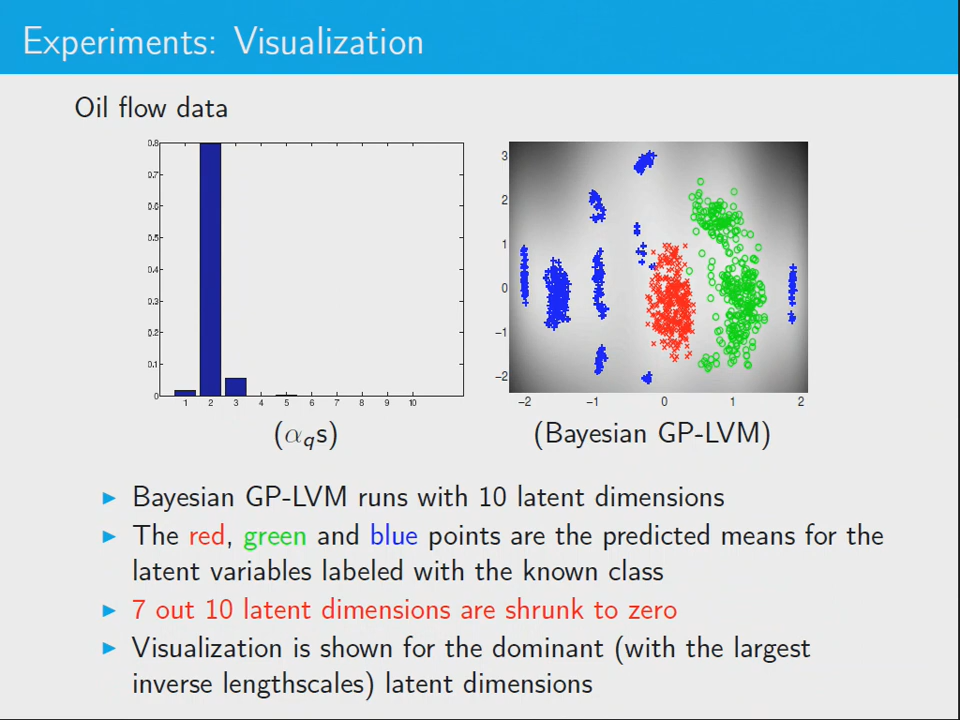 Experiments: Visualization
Oil flow data
0.8
0.7
0.6
0.5
0.4
0.3
0.2
0.1
0
1 2 3 4 5 6 7 8 9 10
(αqs)
3
2
1
0
−1
−2
−2 −1 0 1 2
(Bayesian GP-LVM)
Bayesian GP-LVM runs with 10 latent dimensions
The red, green and blue points are the predicted means for the
latent variables labeled with the known class
7 out 10 latent dimensions are shrunk to zero
Visualization is shown for the dominant (with the largest
inverse lengthscales) latent dimensions